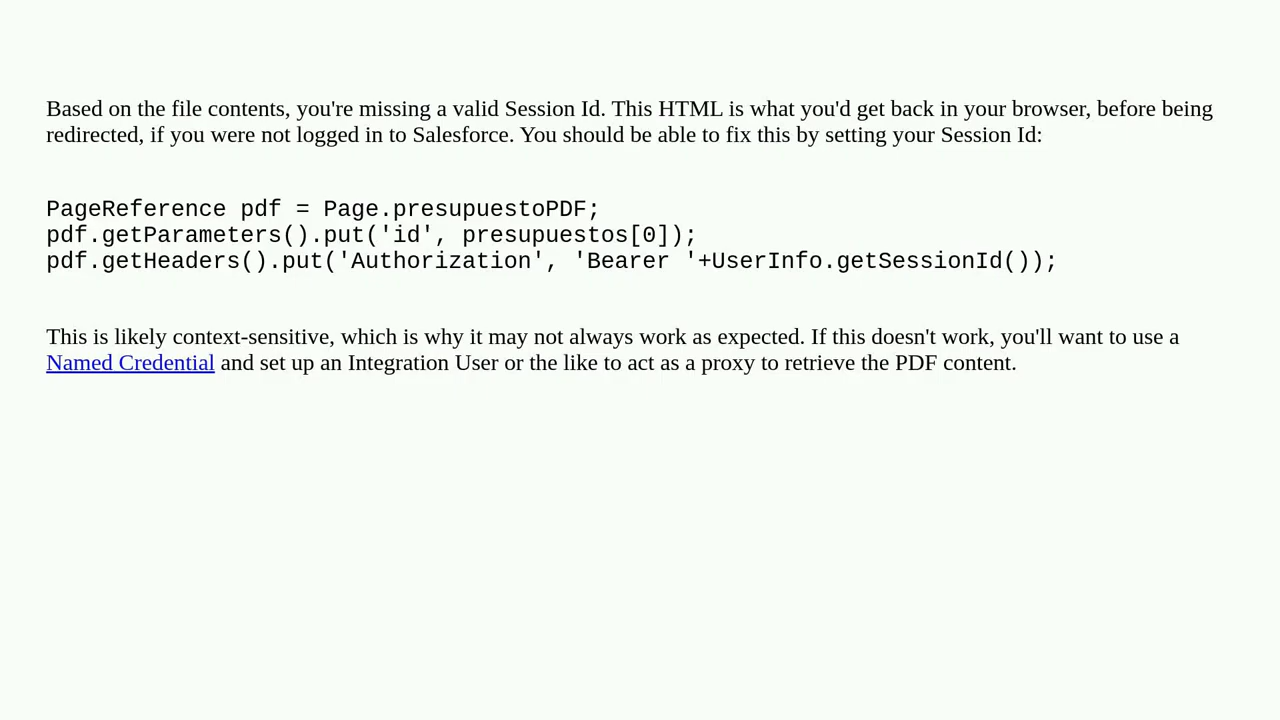 Based on the file contents, you're missing a valid Session Id. This HTML is what you'd get back in your browser, before being
redirected, if you were not logged in to Salesforce. You should be able to fix this by setting your Session Id:
PageReference pdf = Page.presupuestoPDF;
pdf.getParameters().put('id', presupuestos[0]);
pdf.getHeaders().put('Authorization', 'Bearer '+UserInfo.getSessionId());
This is likely context-sensitive, which is why it may not always work as expected. If this doesn't work, you'll want to use a
Named Credential and set up an Integration User or the like to act as a proxy to retrieve the PDF content.